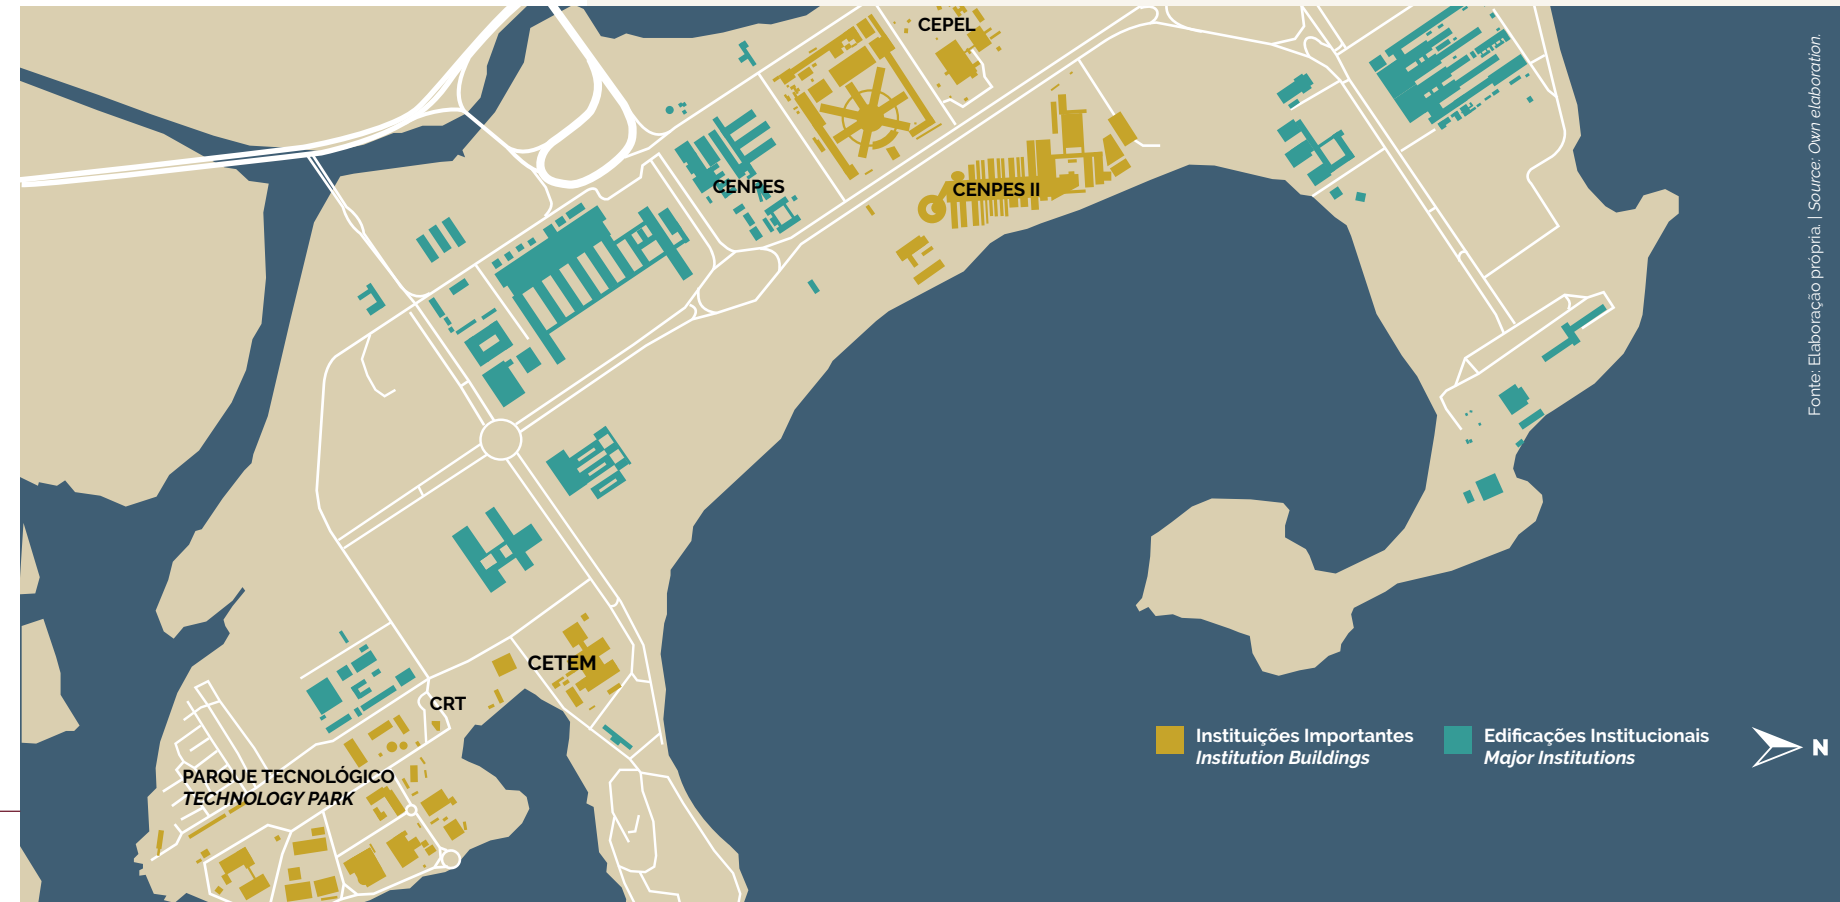 CEPEL
CENPES
CENPES II
CETEM
CRT
PARQUE TECNOLÓGICO
TECHNOLOGY PARK
Instituições Importantes
Institution Buildings
Edificações Institucionais
Major Institutions
N
Fonte: Elaboração própria. | Source: Own elaboration.